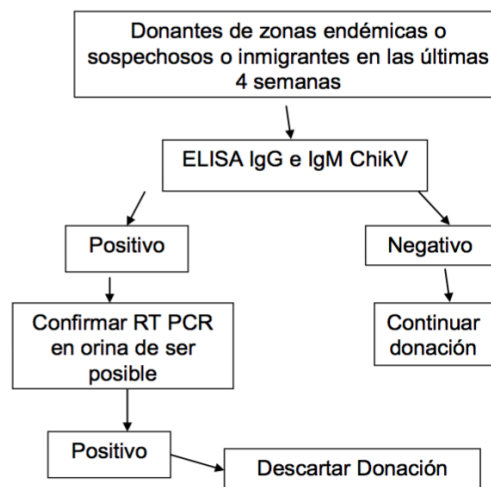 Donantes de zonas endémicas o
sospechosos o inmigrantes en las últimas
4 semanas
ELISA IgG e IgM ChikV
Positivo
Negativo
Confirmar RT PCR
en orina de ser
posible
Continuar
donación
Positivo
Descartar Donación